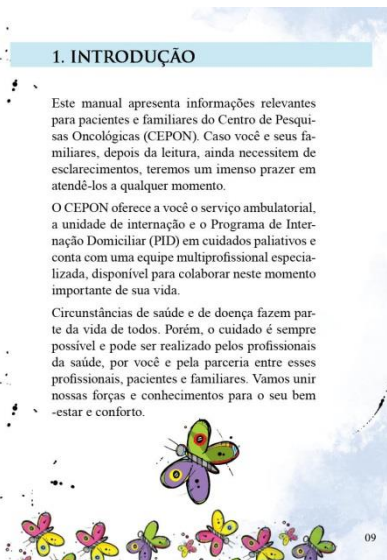 1. INTRODUÇÃO
Este manual apresenta informações relevantes
para pacientes e familiares do Centro de Pesqui-
sas Oncológicas (CEPON). Caso você e seus fa-
miliares, depois da leitura, ainda necessitem de
esclarecimentos, teremos um imenso prazer em
atendê-los a qualquer momento.
O CEPON oferece a você o serviço ambulatorial,
a unidade de internação e o Programa de Inter-
nação Domiciliar (PID) em cuidados paliativos e
conta com uma equipe multiprofissional especia-
lizada, disponível para colaborar neste momento
importante de sua vida.
Circunstâncias de saúde e de doença fazem par-
te da vida de todos. Porém, o cuidado é sempre
possível e pode ser realizado pelos profissionais
da saúde, por você e pela parceria entre esses
profissionais, pacientes e familiares. Vamos unir
nossas forças e conhecimentos para o seu bem
-estar e conforto.
09